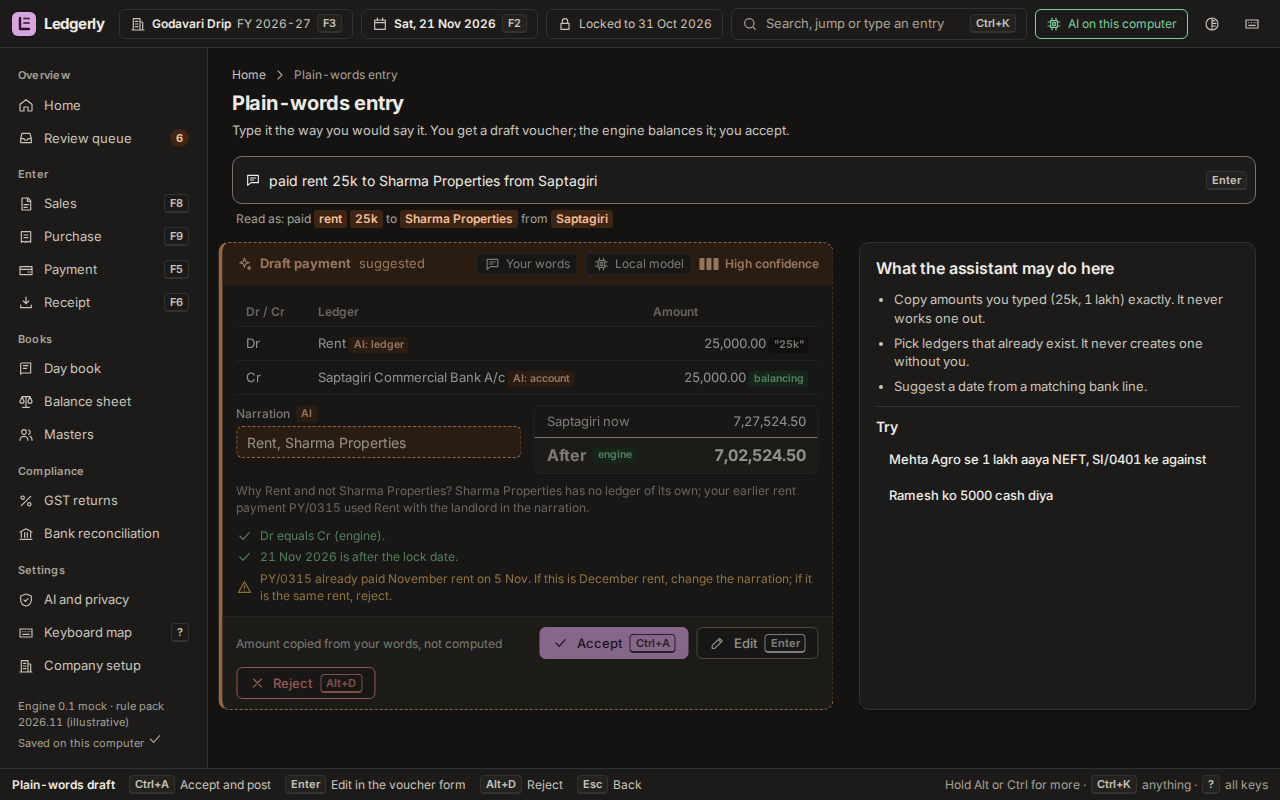 Ledgerly
Godavari Drip FY 2026-27 F3
Sat, 21 Nov 2026 F2
Locked to 31 Oct 2026
Search, jump or type an entry Ctrl+K
AI on this computer
Overview
Home
Review queue 6
Enter
Sales F8
Purchase F9
Payment F5
Receipt F6
Books
Day book
Balance sheet
Masters
Compliance
GST returns
Bank reconciliation
Settings
AI and privacy
Keyboard map ?
Company setup
Engine 0.1 mock · rule pack
2026.11 (illustrative)
Saved on this computer
Home > Plain-words entry
Plain-words entry
Type it the way you would say it. You get a draft voucher; the engine balances it; you accept.
paid rent 25k to Sharma Properties from Saptagiri Enter
Read as: paid rent 25k to Sharma Properties from Saptagiri
Draft payment suggested Your words Local model High confidence
Dr / Cr Ledger Amount
Dr Rent AI: ledger 25,000.00 "25k"
Cr Saptagiri Commercial Bank A/c AI: account 25,000.00 balancing
Narration AI
Rent, Sharma Properties
Saptagiri now 7,27,524.50
After engine 7,02,524.50
Why Rent and not Sharma Properties? Sharma Properties has no ledger of its own; your earlier rent
payment PY/0315 used Rent with the landlord in the narration.
Dr equals Cr (engine).
21 Nov 2026 is after the lock date.
PY/0315 already paid November rent on 5 Nov. If this is December rent, change the narration; if it
is the same rent, reject.
Amount copied from your words, not computed
Accept Ctrl+A
Edit Enter
Reject Alt+D
What the assistant may do here
• Copy amounts you typed (25k, 1 lakh) exactly. It never
works one out.
• Pick ledgers that already exist. It never creates one
without you.
• Suggest a date from a matching bank line.
Try
Mehta Agro se 1 lakh aaya NEFT, SI/0401 ke against
Ramesh ko 5000 cash diya
Plain-words draft Ctrl+A Accept and post Enter Edit in the voucher form Alt+D Reject Esc Back
Hold Alt or Ctrl for more · Ctrl+K anything · ? all keys